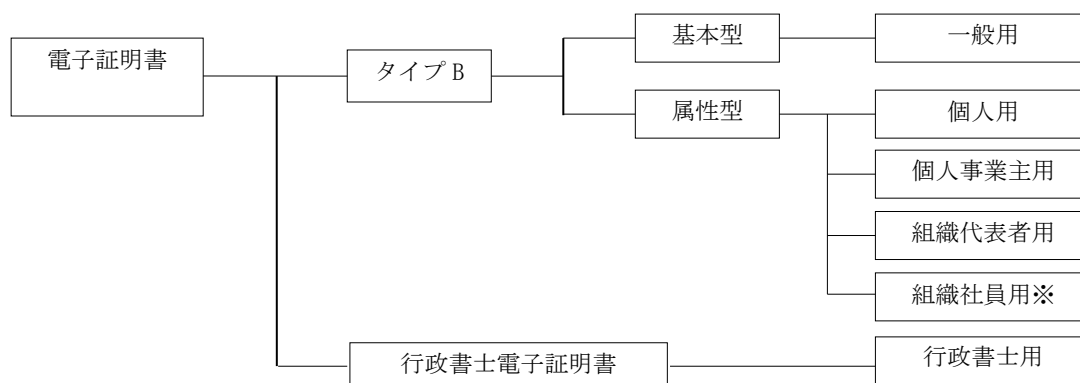 電子証明書
タイプ B
基本型
一般用
属性型
個人用
個人事業主用
組織代表者用
組織社員用※
行政書士電子証明書
行政書士用